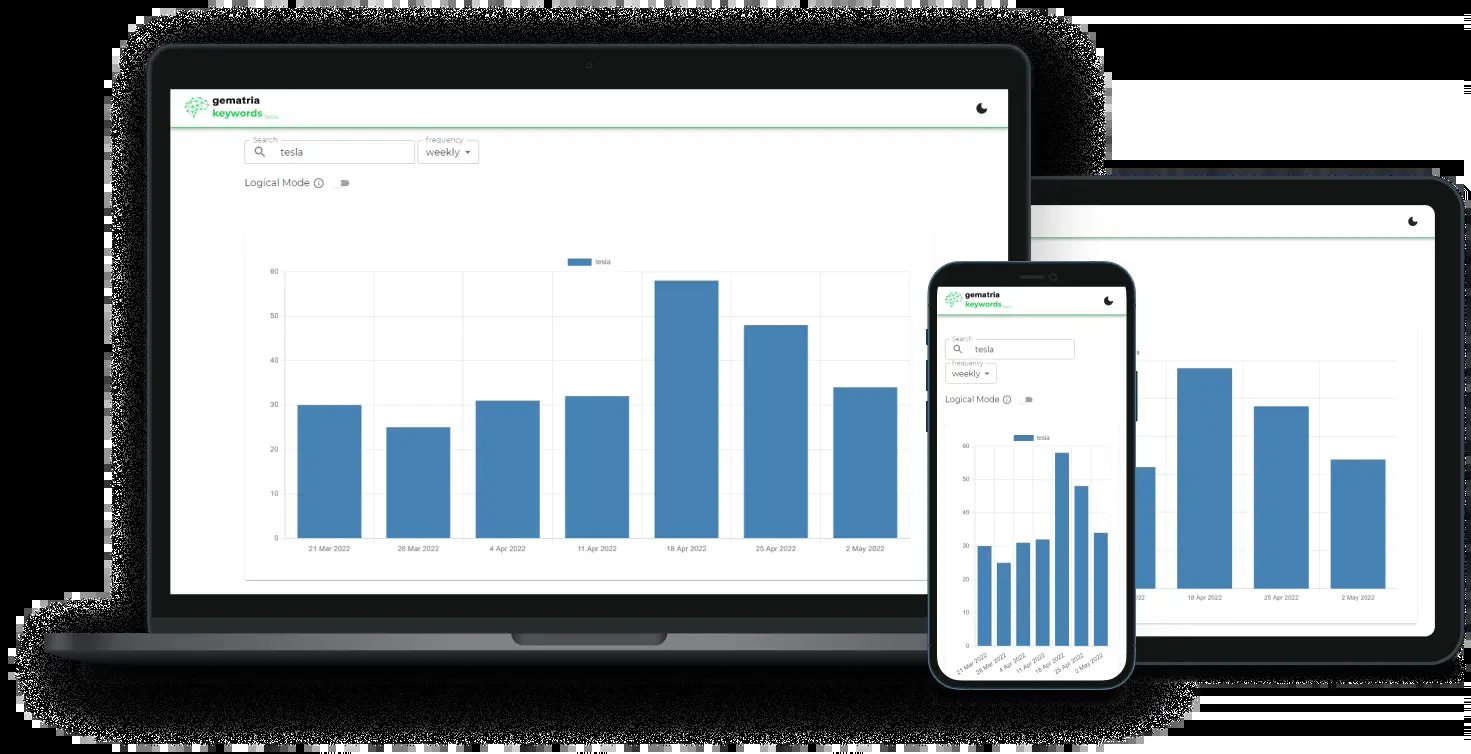 gematria
keywords beta
Search
tesla
frequency
weekly
Logical Mode
tesla
60
50
40
30
20
10
0
21 Mar 2022 28 Mar 2022 4 Apr 2022 11 Apr 2022 18 Apr 2022 25 Apr 2022 2 May 2022
gematria
keywords beta
Search
tesla
frequency
weekly
Logical Mode
tesla
60
50
40
30
20
10
0
21 Mar 2022 28 Mar 2022 4 Apr 2022 11 Apr 2022 18 Apr 2022 25 Apr 2022 2 May 2022
a
022 18 Apr 2022 25 Apr 2022 2 May 2022